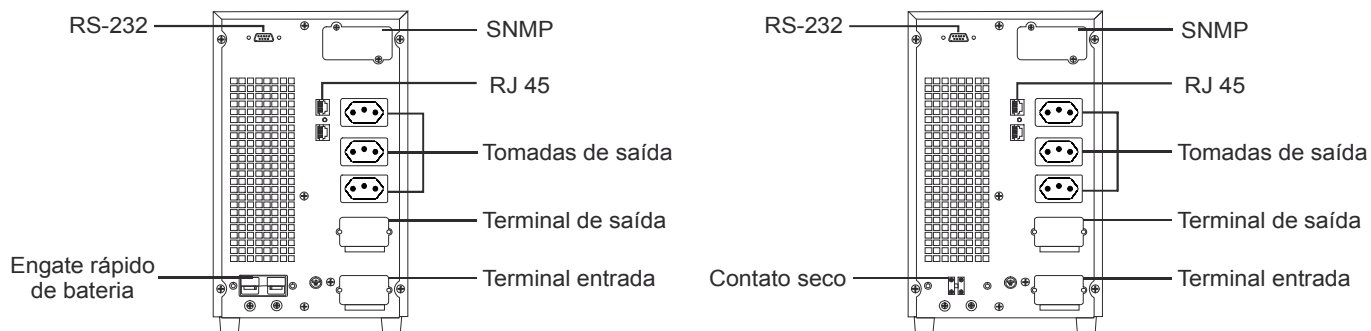 RS-232
SNMP
RJ 45
Tomadas de saída
Terminal de saída
Engate rápido
de bateria
Terminal entrada
RS-232
SNMP
RJ 45
Tomadas de saída
Terminal de saída
Contato seco
Terminal entrada